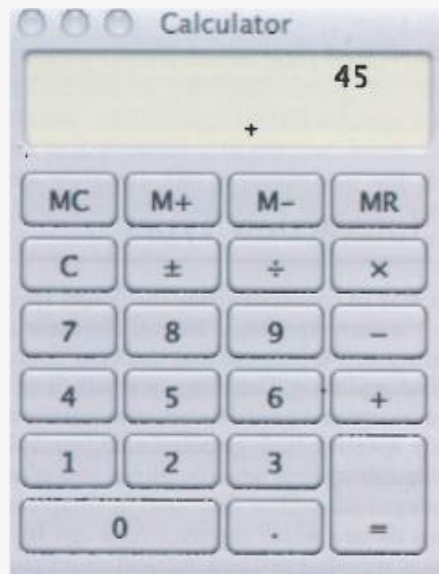 Calculator
45
+
MC M+ M- MR
C ± ÷ ×
7 8 9 −
4 5 6 +
1 2 3
0 . =